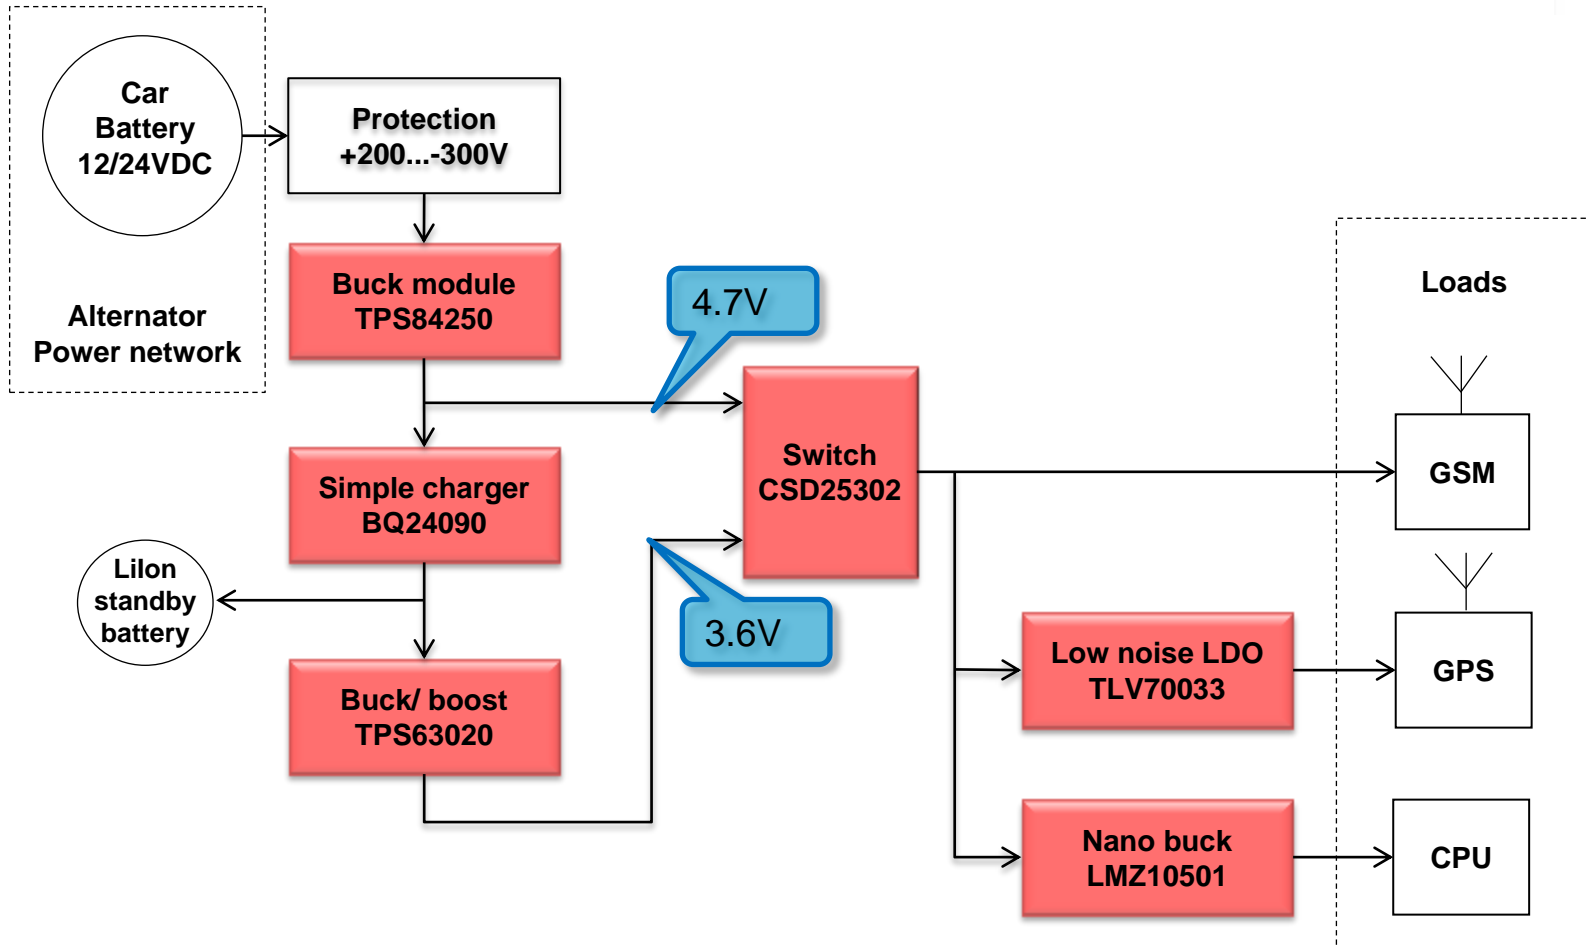 Car
Battery
12/24VDC
Alternator
Power network
Protection
+200...-300V
Buck module
TPS84250
4.7V
Simple charger
BQ24090
LiIon
standby
battery
Buck/ boost
TPS63020
3.6V
Switch
CSD25302
Loads
GSM
Low noise LDO
TLV70033
GPS
Nano buck
LMZ10501
CPU